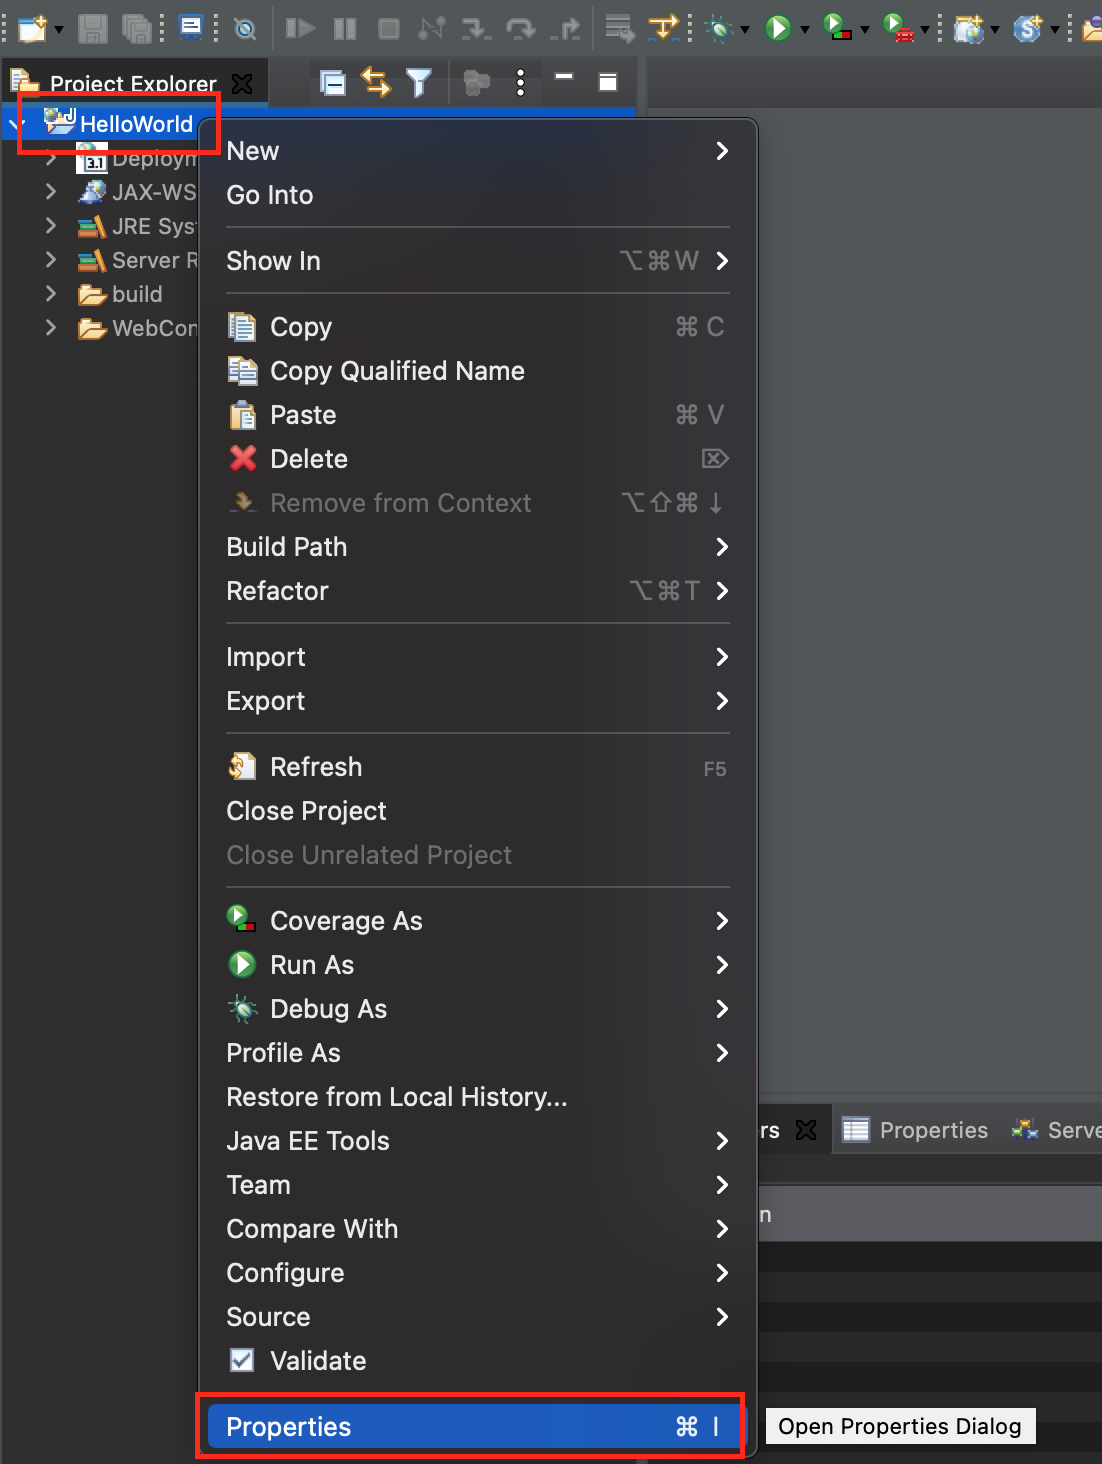 Project Explorer
HelloWorld
Deploym
3.1
JAX-WS
JRE Sys
Server R
build
WebCon
New
Go Into
Show In ⌥⌘W
Copy ⌘ C
Copy Qualified Name
Paste ⌘ V
Delete ⌦
Remove from Context ⌥⇧⌘↓
Build Path
Refactor ⌥⌘T
Import
Export
Refresh F5
Close Project
Close Unrelated Project
Coverage As
Run As
Debug As
Profile As
Restore from Local History...
Java EE Tools
Team
Compare With
Configure
Source
Validate
Properties ⌘ I
Open Properties Dialog
rs
Properties
Serve
n